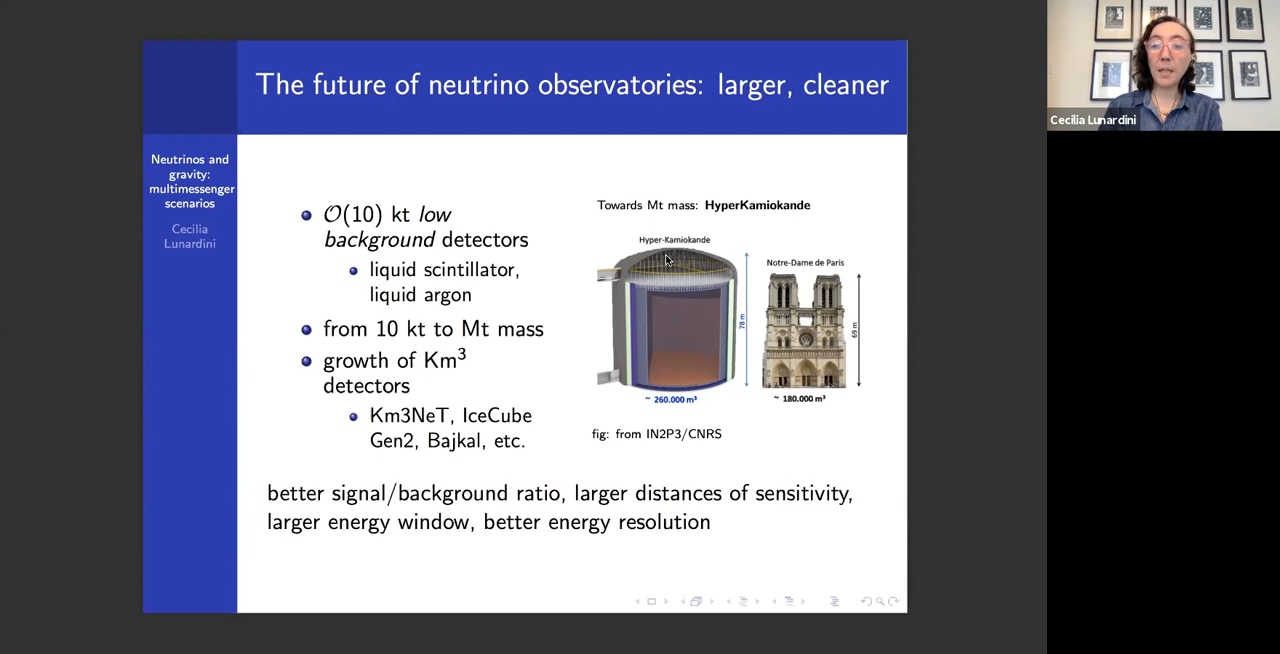 The future of neutrino observatories: larger, cleaner
Neutrinos and
gravity:
multimessenger
scenarios
Cecilia
Lunardini
𝒪(10) kt low
background detectors
liquid scintillator,
liquid argon
from 10 kt to Mt mass
growth of Km³
detectors
Km3NeT, IceCube
Gen2, Bajkal, etc.
Towards Mt mass: HyperKamiokande
Hyper-Kamiokande
78 m
~ 260.000 m³
Notre-Dame de Paris
69 m
~ 180.000 m³
fig: from IN2P3/CNRS
better signal/background ratio, larger distances of sensitivity,
larger energy window, better energy resolution
Cecilia Lunardini